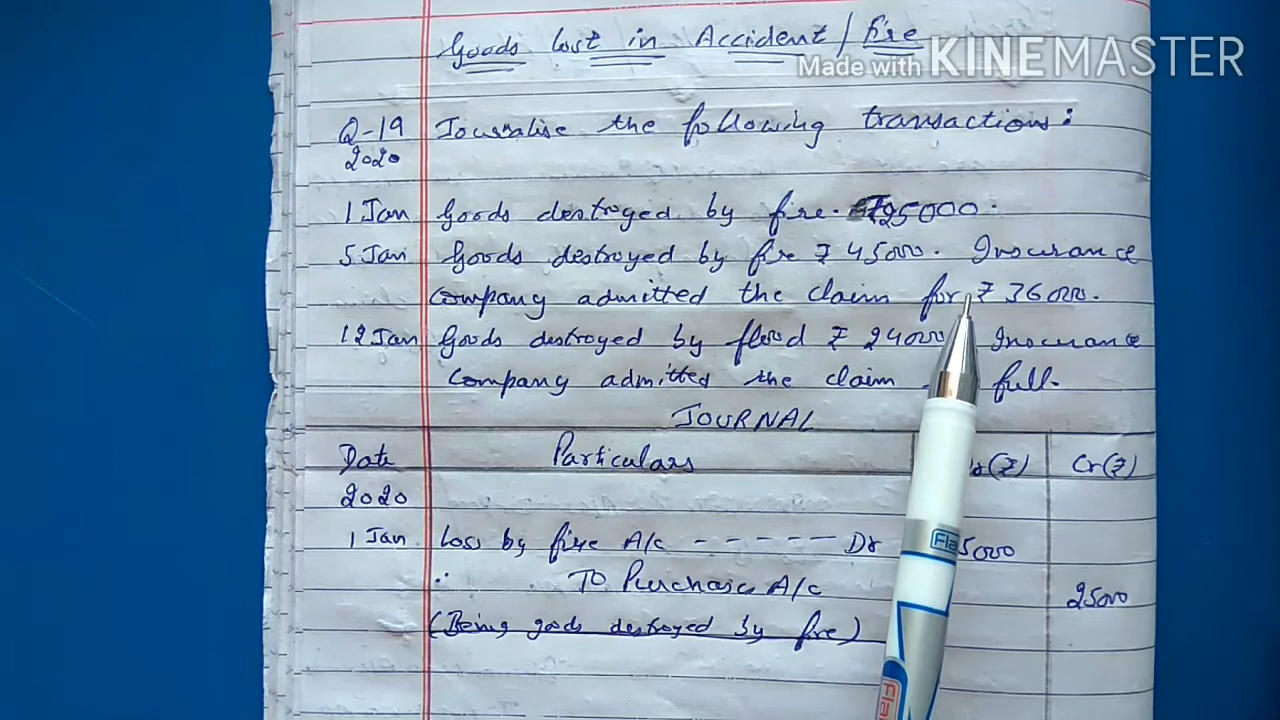 Goods Lost in Accident/Fire
Made with KINEMASTER
Q-19 Journalise the following transactions:
2020
1 Jan Goods destroyed by fire. ₹25000.
5 Jan Goods destroyed by fire ₹ 45000. Insurance
Company admitted the claim for ₹ 36000.
12 Jan Goods destroyed by flood ₹ 24000 Insurance
Company admitted the claim full.
JOURNAL
Date Particulars (₹) Cr(₹)
2020
1 Jan Loss by fire A/c - - - - - - Dr 5000
To Purchases A/c 25000
(Being goods destroyed by fire)
Fla
Fla